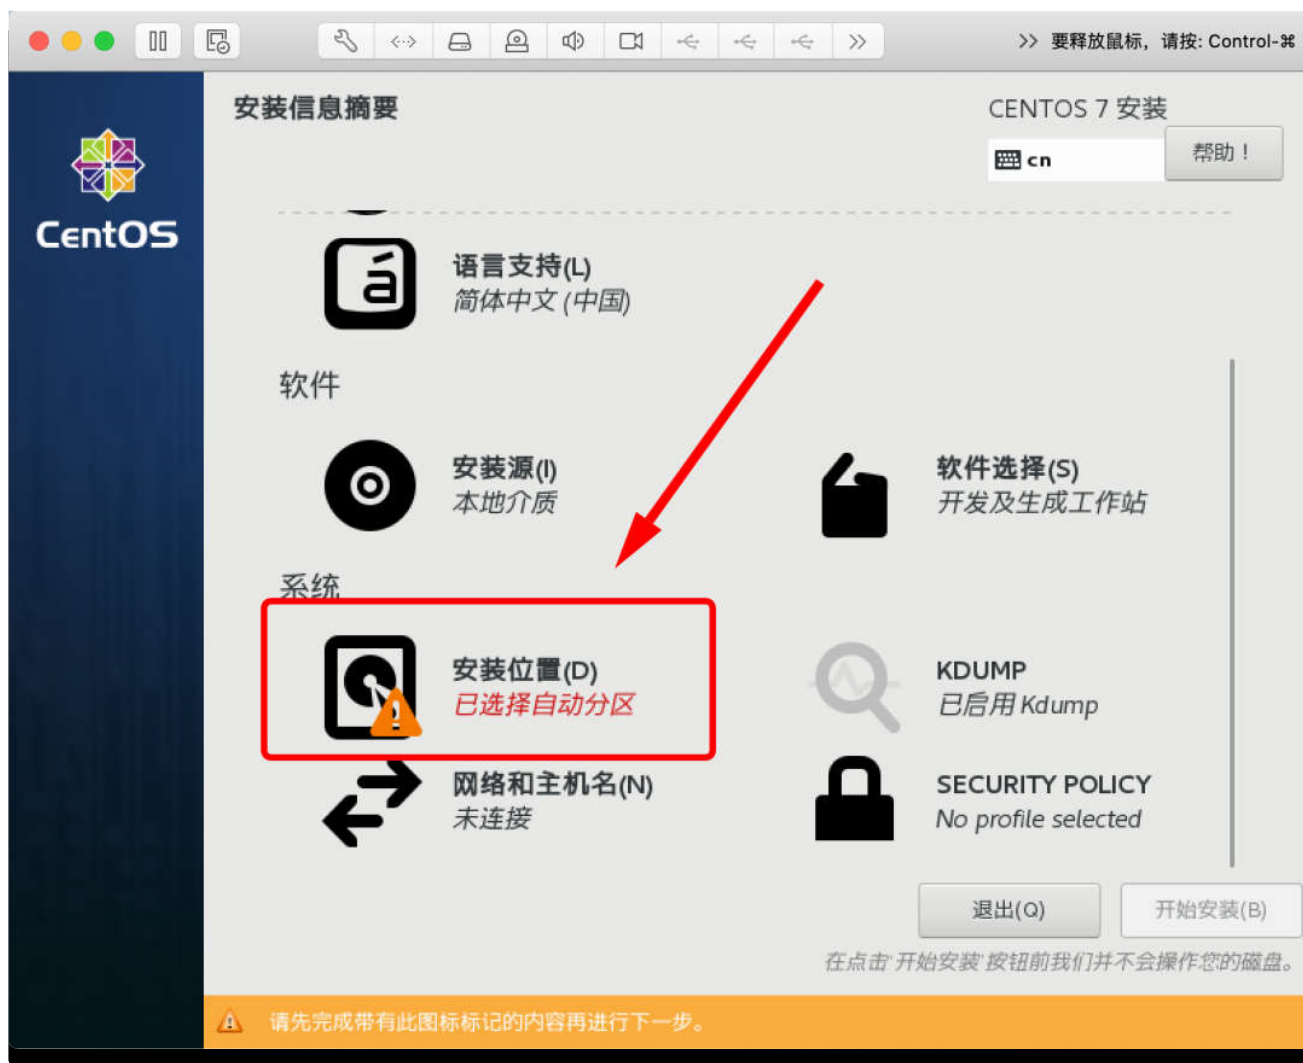 >> 要释放鼠标，请按: Control-⌘
安装信息摘要
CENTOS 7 安装
cn
帮助！
CentOS
á
语言支持(L)
简体中文 (中国)
软件
安装源(I)
本地介质
软件选择(S)
开发及生成工作站
系统
安装位置(D)
已选择自动分区
KDUMP
已启用 Kdump
网络和主机名(N)
未连接
SECURITY POLICY
No profile selected
退出(Q)
开始安装(B)
在点击'开始安装'按钮前我们并不会操作您的磁盘。
请先完成带有此图标标记的内容再进行下一步。